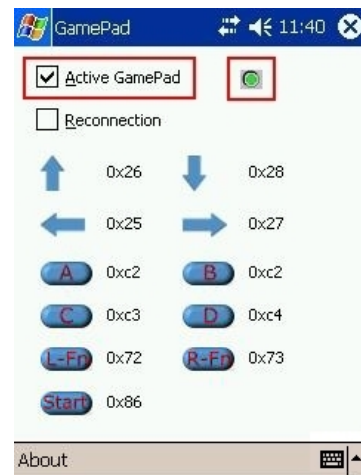 GamePad 11:40
Active GamePad
Reconnection
0x26 0x28
0x25 0x27
A 0xc2 B 0xc2
C 0xc3 D 0xc4
L-Fn 0x72 R-Fn 0x73
Start 0x86
About